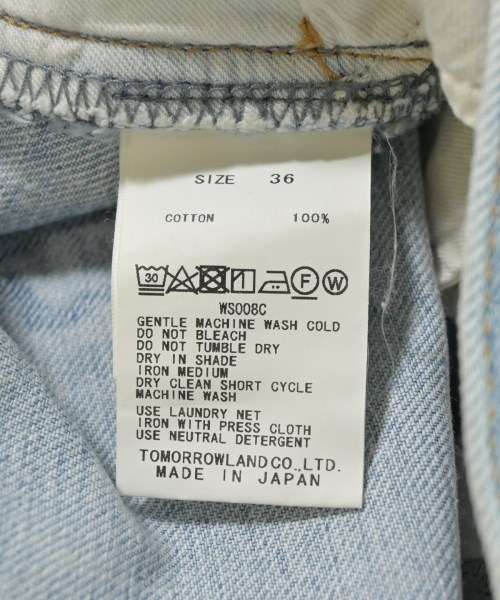 SIZE 36
COTTON 100%
30 F W
WS008C
GENTLE MACHINE WASH COLD
DO NOT BLEACH
DO NOT TUMBLE DRY
DRY IN SHADE
IRON MEDIUM
DRY CLEAN SHORT CYCLE
MACHINE WASH
USE LAUNDRY NET
IRON WITH PRESS CLOTH
USE NEUTRAL DETERGENT
TOMORROWLAND CO.,LTD.
MADE IN JAPAN